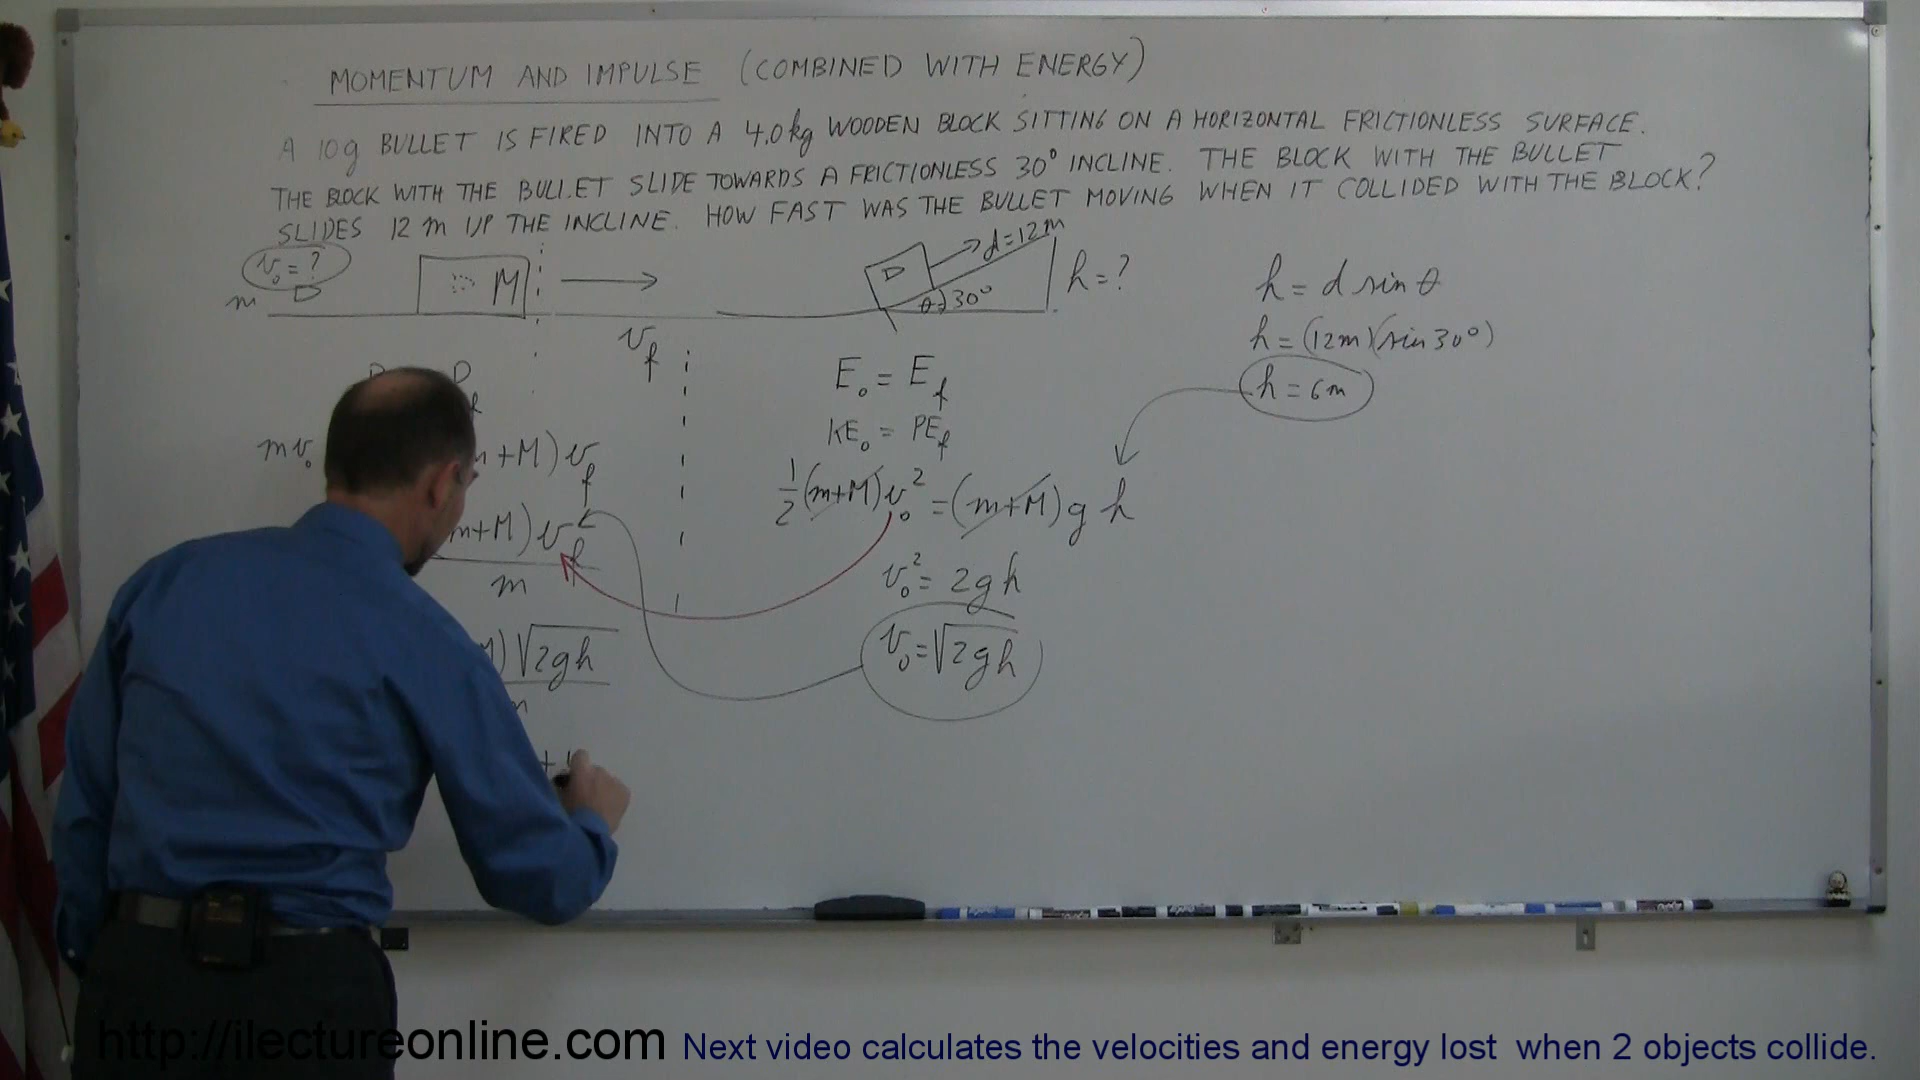 MOMENTUM AND IMPULSE (COMBINED WITH ENERGY)
A 10g BULLET IS FIRED INTO A 4.0kg WOODEN BLOCK SITTING ON A HORIZONTAL FRICTIONLESS SURFACE.
THE BLOCK WITH THE BULLET SLIDE TOWARDS A FRICTIONLESS 30° INCLINE. THE BLOCK WITH THE BULLET
SLIDES 12 m UP THE INCLINE. HOW FAST WAS THE BULLET MOVING WHEN IT COLLIDED WITH THE BLOCK?
v₀ = ?
m
M
d=12m
θ=30°
h = ?
v_f
h = d sin θ
h = (12m)(sin 30°)
h = 6m
E₀ = E_f
KE₀ = PE_f
½(m+M)v₀² = (m+M) g h
v₀² = 2gh
v₀ = √2gh
mv₀
m+M) v_f
m+M) v_f
m
) √2gh
http://ilectureonline.com Next video calculates the velocities and energy lost when 2 objects collide.